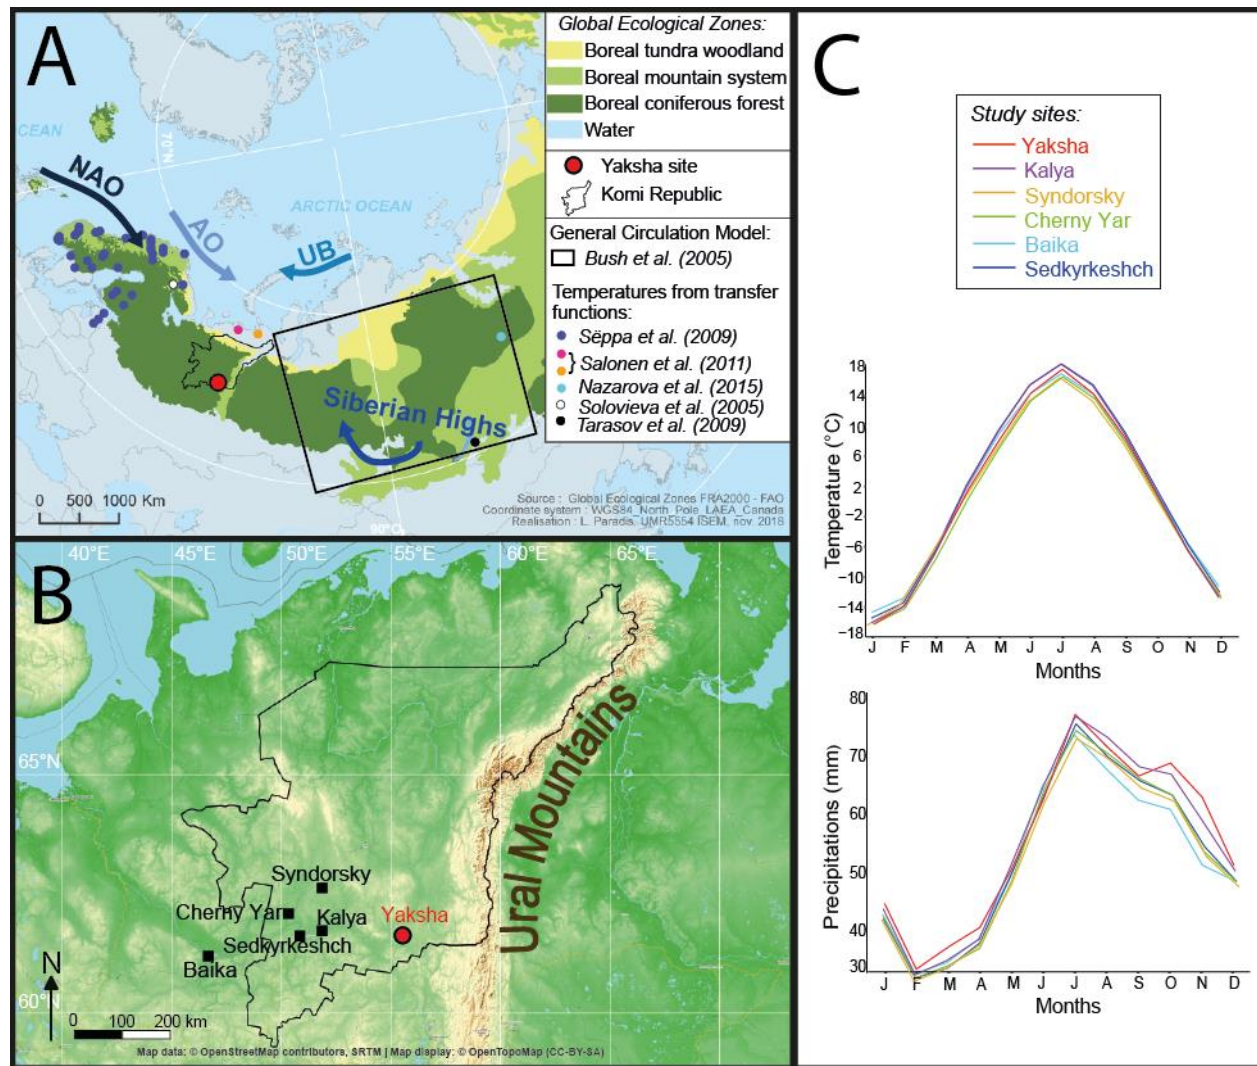 A
Global Ecological Zones:
Boreal tundra woodland
Boreal mountain system
Boreal coniferous forest
Water
Yaksha site
Komi Republic
General Circulation Model:
Bush et al. (2005)
Temperatures from transfer
functions:
Sëppa et al. (2009)
Salonen et al. (2011)
Nazarova et al. (2015)
Solovieva et al. (2005)
Tarasov et al. (2009)
OCEAN
70°N
NAO
AO
ARCTIC OCEAN
UB
Siberian Highs
0 500 1000 Km
90°O
Source : Global Ecological Zones FRA2000 - FAO
Coordinate system : WGS84_North_Pole_LAEA_Canada
Realisation : L. Paradis, UMR5554 ISEM, nov. 2018
B
40°E 45°E 50°E 55°E 60°E 65°E
65°N
60°N
Ural Mountains
Syndorsky
Cherny Yar
Kalya
Yaksha
Sedkyrkeshch
Baika
N
0 100 200 km
Map data: © OpenStreetMap contributors, SRTM | Map display: © OpenTopoMap (CC-BY-SA)
C
Study sites:
Yaksha
Kalya
Syndorsky
Cherny Yar
Baika
Sedkyrkeshch
Temperature (°C)
18
14
10
6
2
−2
−6
−10
−14
−18
J F M A M J J A S O N D
Months
Precipitations (mm)
80
70
60
50
40
30
J F M A M J J A S O N D
Months